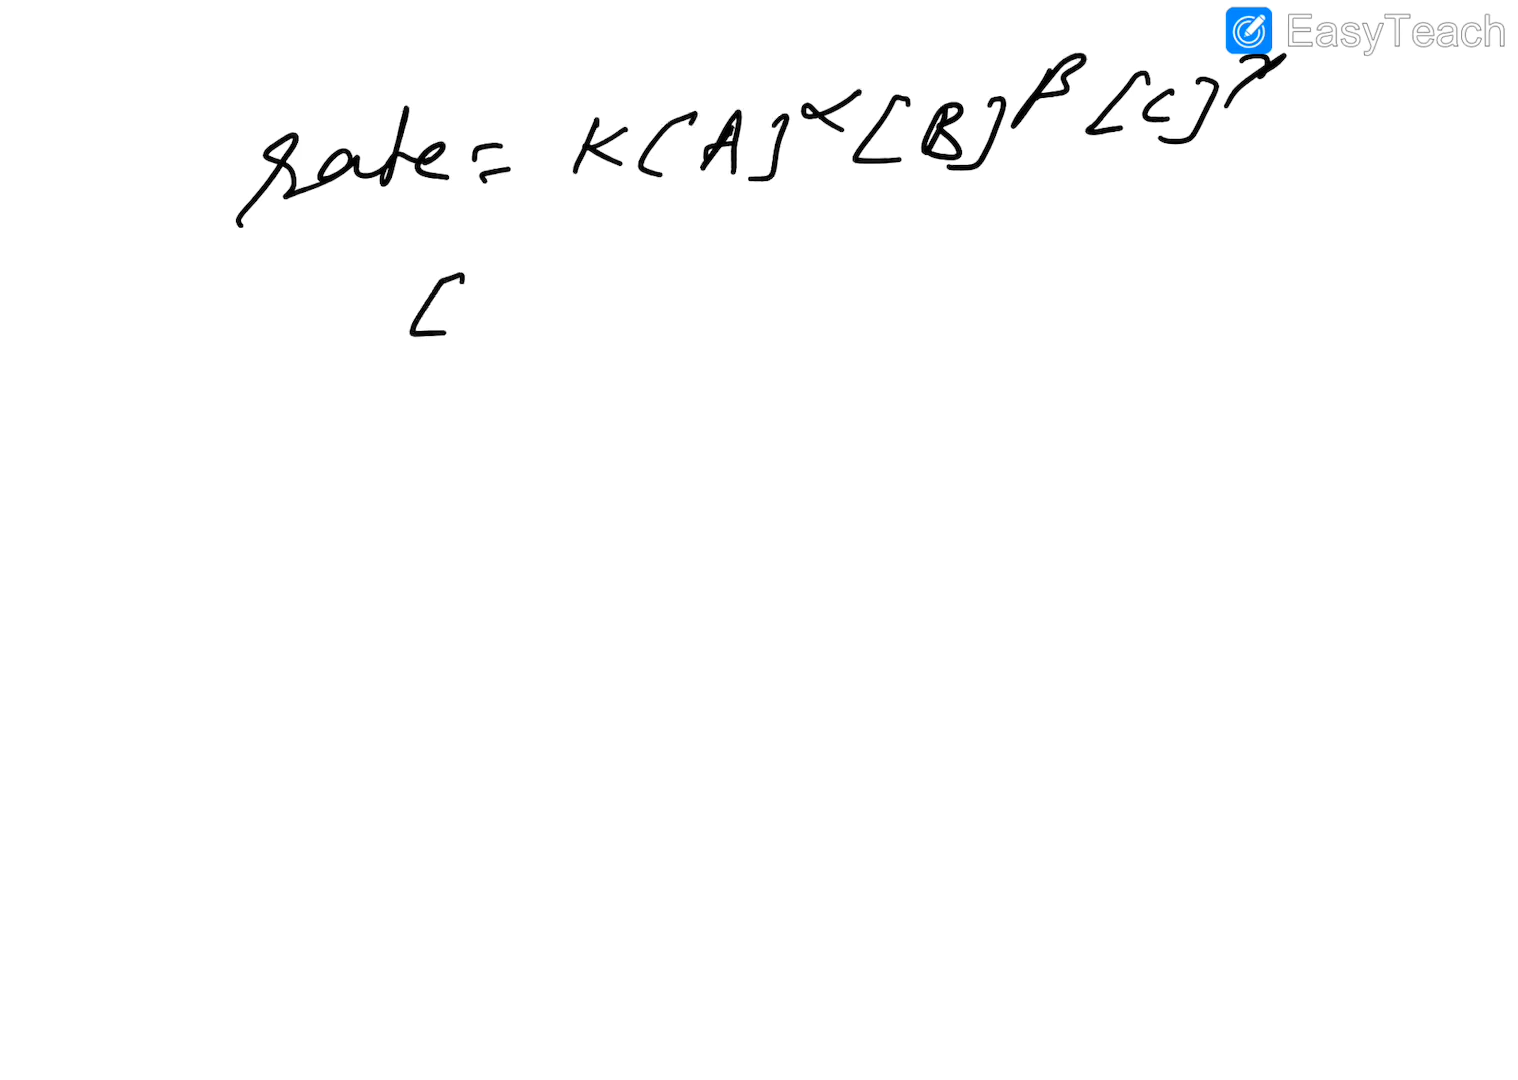 EasyTeach
rate = K[A]^α [B]^β [C]^γ
[